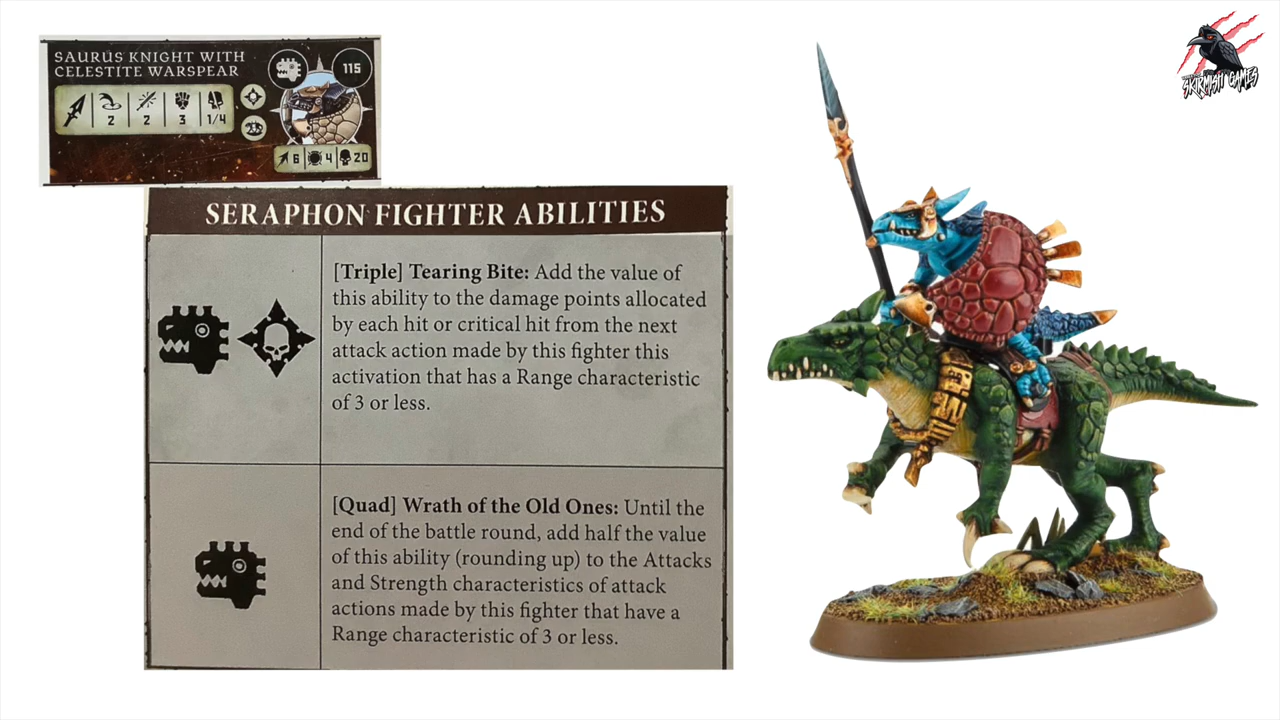 SAURUS KNIGHT WITH
CELESTITE WARSPEAR
115
2 2 3 1/4
6 4 20
SERAPHON FIGHTER ABILITIES
[Triple] Tearing Bite: Add the value of
this ability to the damage points allocated
by each hit or critical hit from the next
attack action made by this fighter this
activation that has a Range characteristic
of 3 or less.
[Quad] Wrath of the Old Ones: Until the
end of the battle round, add half the value
of this ability (rounding up) to the Attacks
and Strength characteristics of attack
actions made by this fighter that have a
Range characteristic of 3 or less.
SKIRMISH GAMES